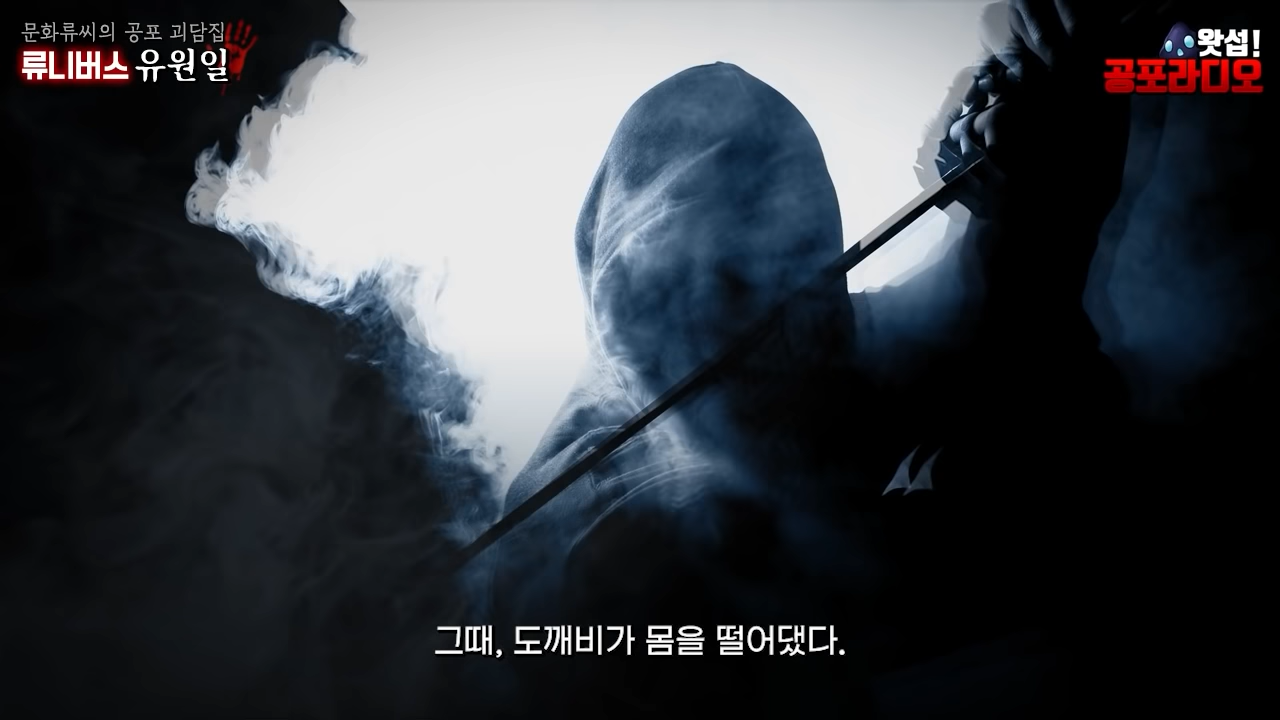 문화류씨의 공포 괴담집
류니버스 유원일
왓섭!
공포라디오
그때, 도깨비가 몸을 떨어댔다.